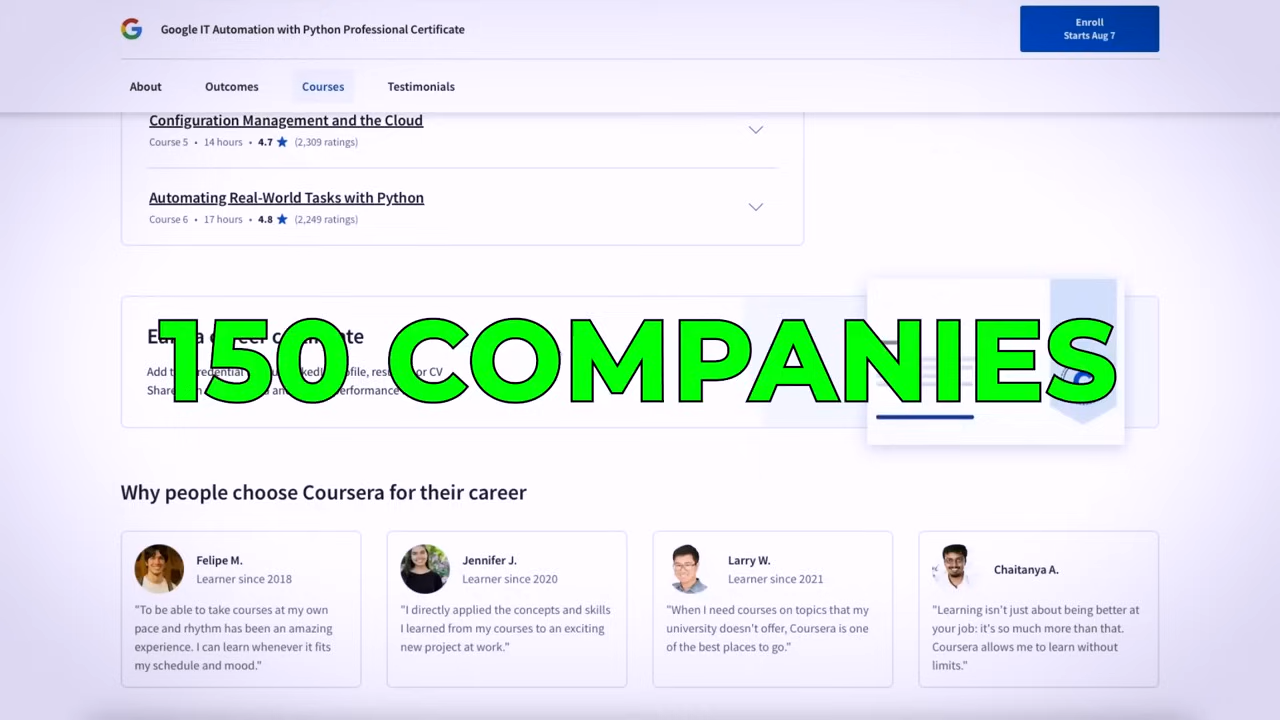 Google IT Automation with Python Professional Certificate
Enroll
Starts Aug 7
About
Outcomes
Courses
Testimonials
Configuration Management and the Cloud
Course 5 • 14 hours • 4.7 ★ (2,309 ratings)
Automating Real-World Tasks with Python
Course 6 • 17 hours • 4.8 ★ (2,249 ratings)
150 COMPANIES
Add
or CV
Share
Why people choose Coursera for their career
Felipe M.
Learner since 2018
"To be able to take courses at my own
pace and rhythm has been an amazing
experience. I can learn whenever it fits
my schedule and mood."
Jennifer J.
Learner since 2020
"I directly applied the concepts and skills
I learned from my courses to an exciting
new project at work."
Larry W.
Learner since 2021
"When I need courses on topics that my
university doesn't offer, Coursera is one
of the best places to go."
Chaitanya A.
"Learning isn't just about being better at
your job: it's so much more than that.
Coursera allows me to learn without
limits."